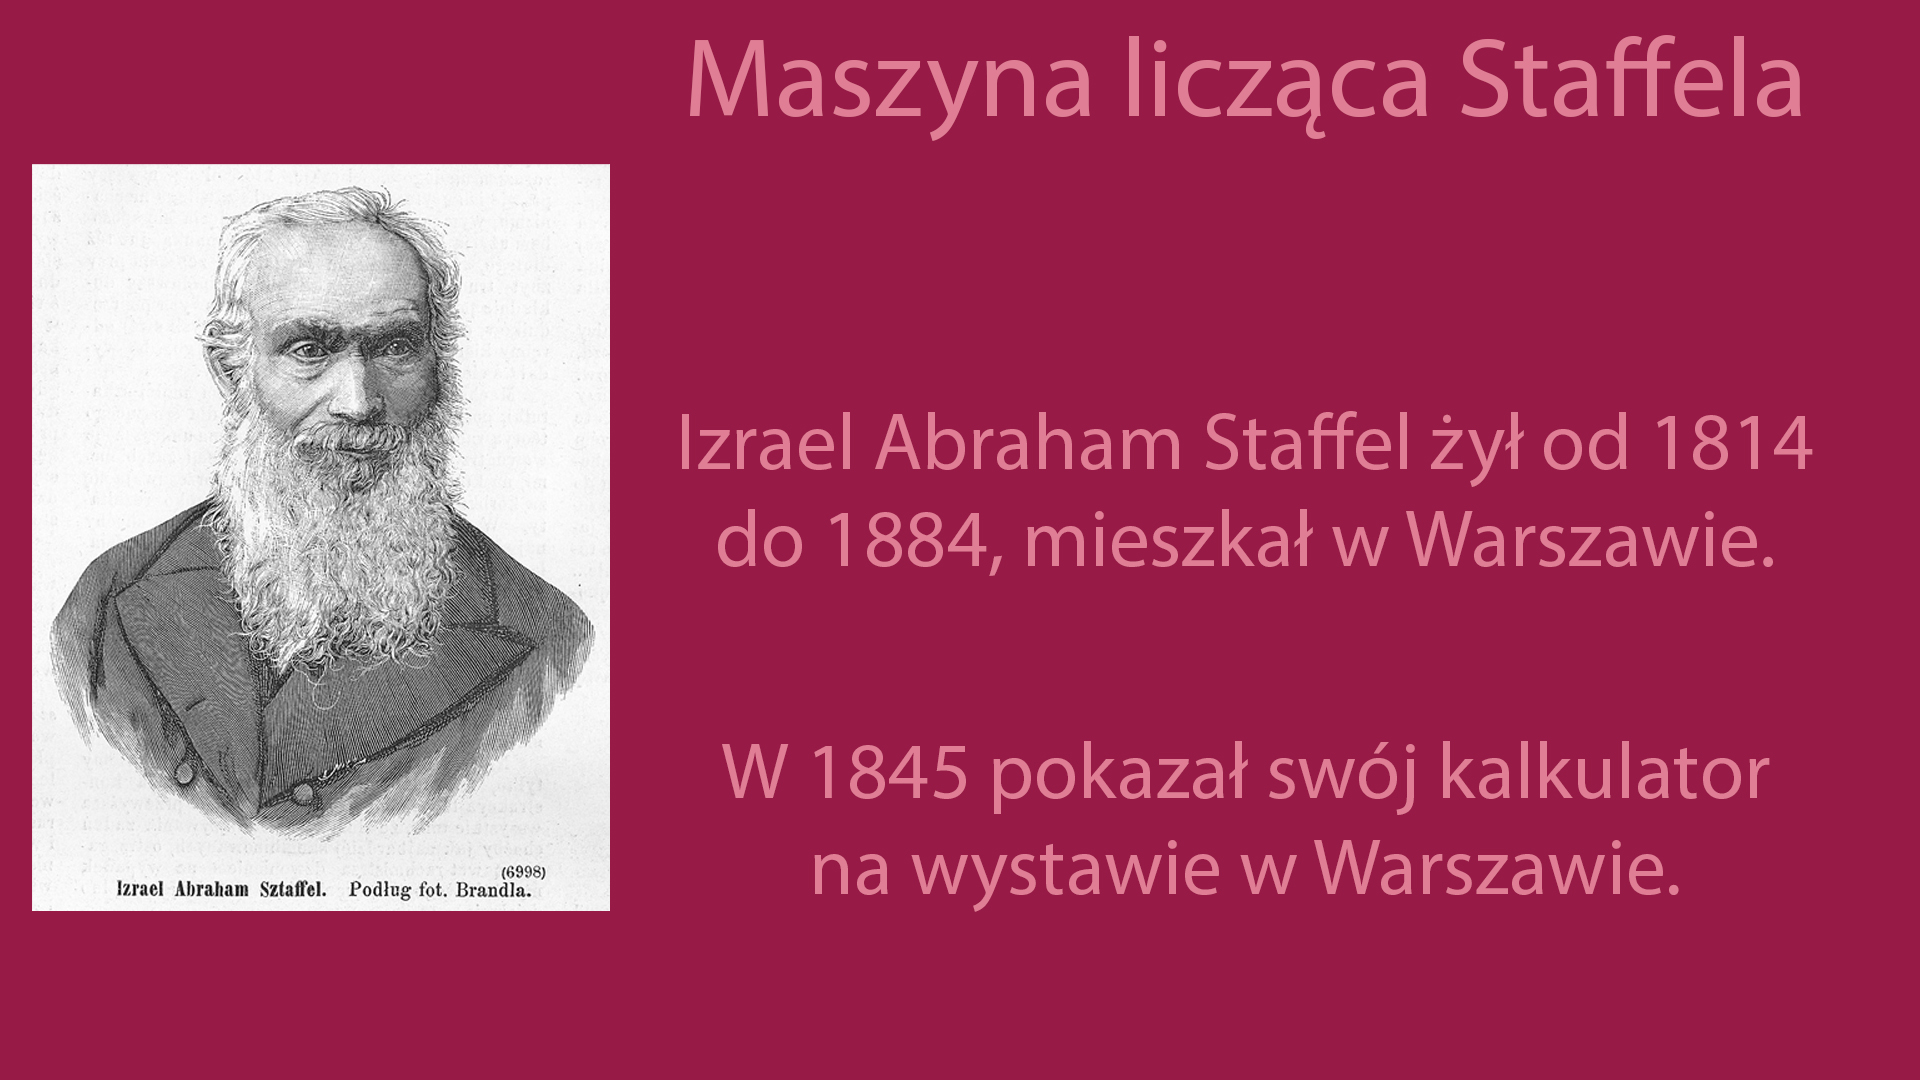 Maszyna licząca Staffela
Izrael Abraham Staffel żył od 1814
do 1884, mieszkał w Warszawie.
W 1845 pokazał swój kalkulator
na wystawie w Warszawie.
(6998)
Izrael Abraham Sztaffel. Podług fot. Brandla.